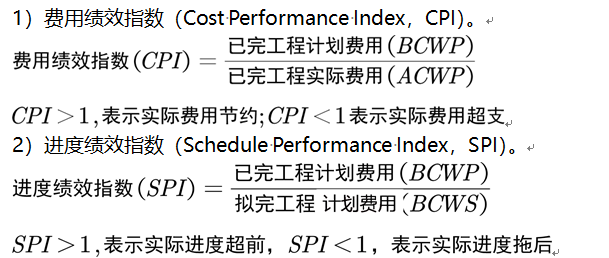 1）费用绩效指数（Cost Performance Index，CPI）。
费用绩效指数(CPI)=已完工程计划费用(BCWP)/已完工程实际费用(ACWP)
CPI>1,表示实际费用节约;CPI<1表示实际费用超支
2）进度绩效指数（Schedule Performance Index，SPI）。
进度绩效指数(SPI)=已完工程计划费用(BCWP)/拟完工程 计划费用(BCWS)
SPI>1,表示实际进度超前，SPI<1，表示实际进度拖后